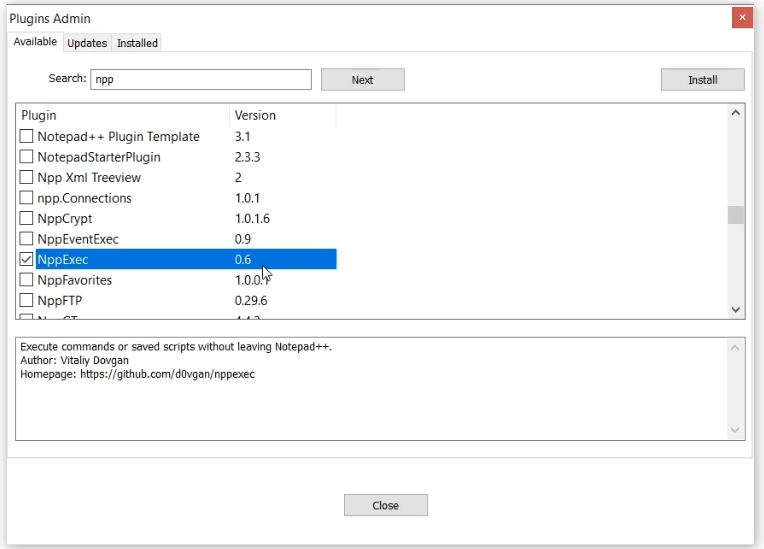 Plugins Admin
Available Updates Installed
Search: npp Next Install
Plugin Version
Notepad++ Plugin Template 3.1
NotepadStarterPlugin 2.3.3
Npp Xml Treeview 2
npp.Connections 1.0.1
NppCrypt 1.0.1.6
NppEventExec 0.9
NppExec 0.6
NppFavorites 1.0.0.1
NppFTP 0.29.6
Execute commands or saved scripts without leaving Notepad++.
Author: Vitaliy Dovgan
Homepage: https://github.com/d0vgan/nppexec
Close